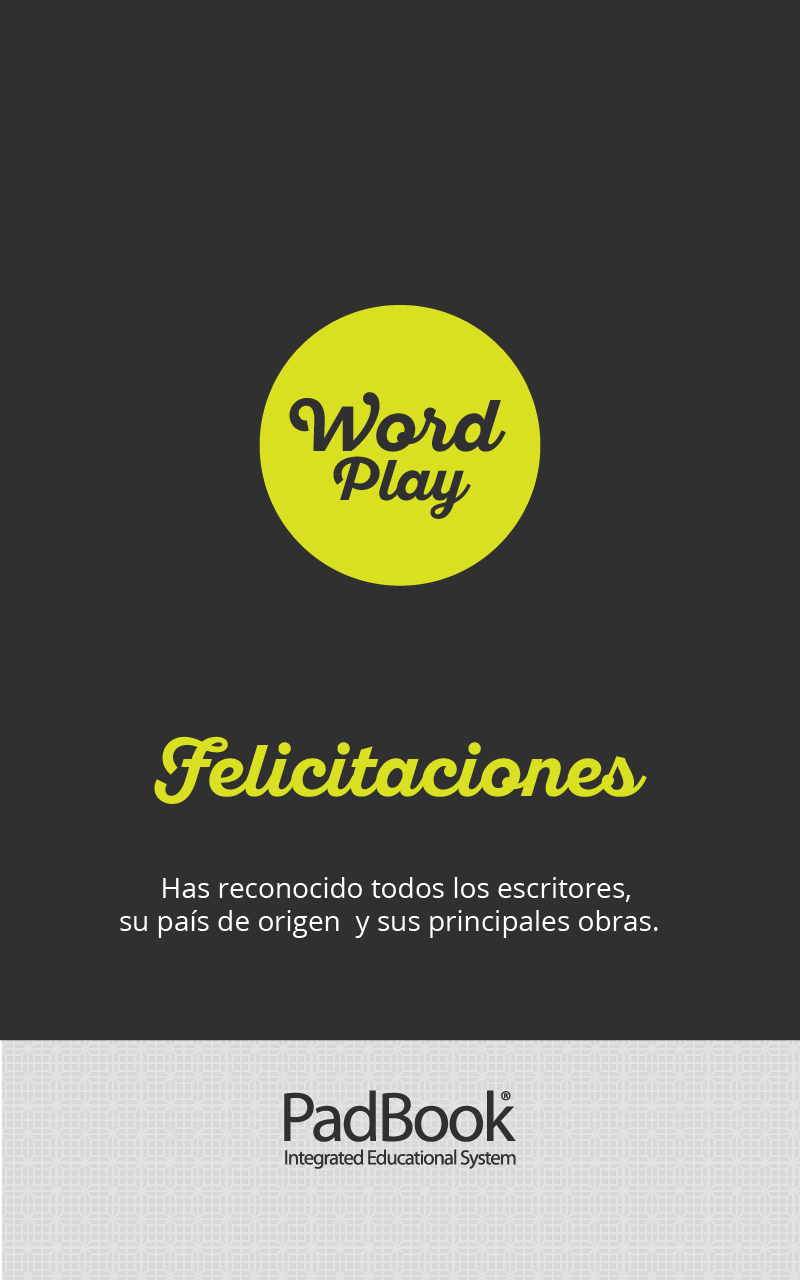 Word
Play
Felicitaciones
Has reconocido todos los escritores,
su país de origen  y sus principales obras.
PadBook®
Integrated Educational System